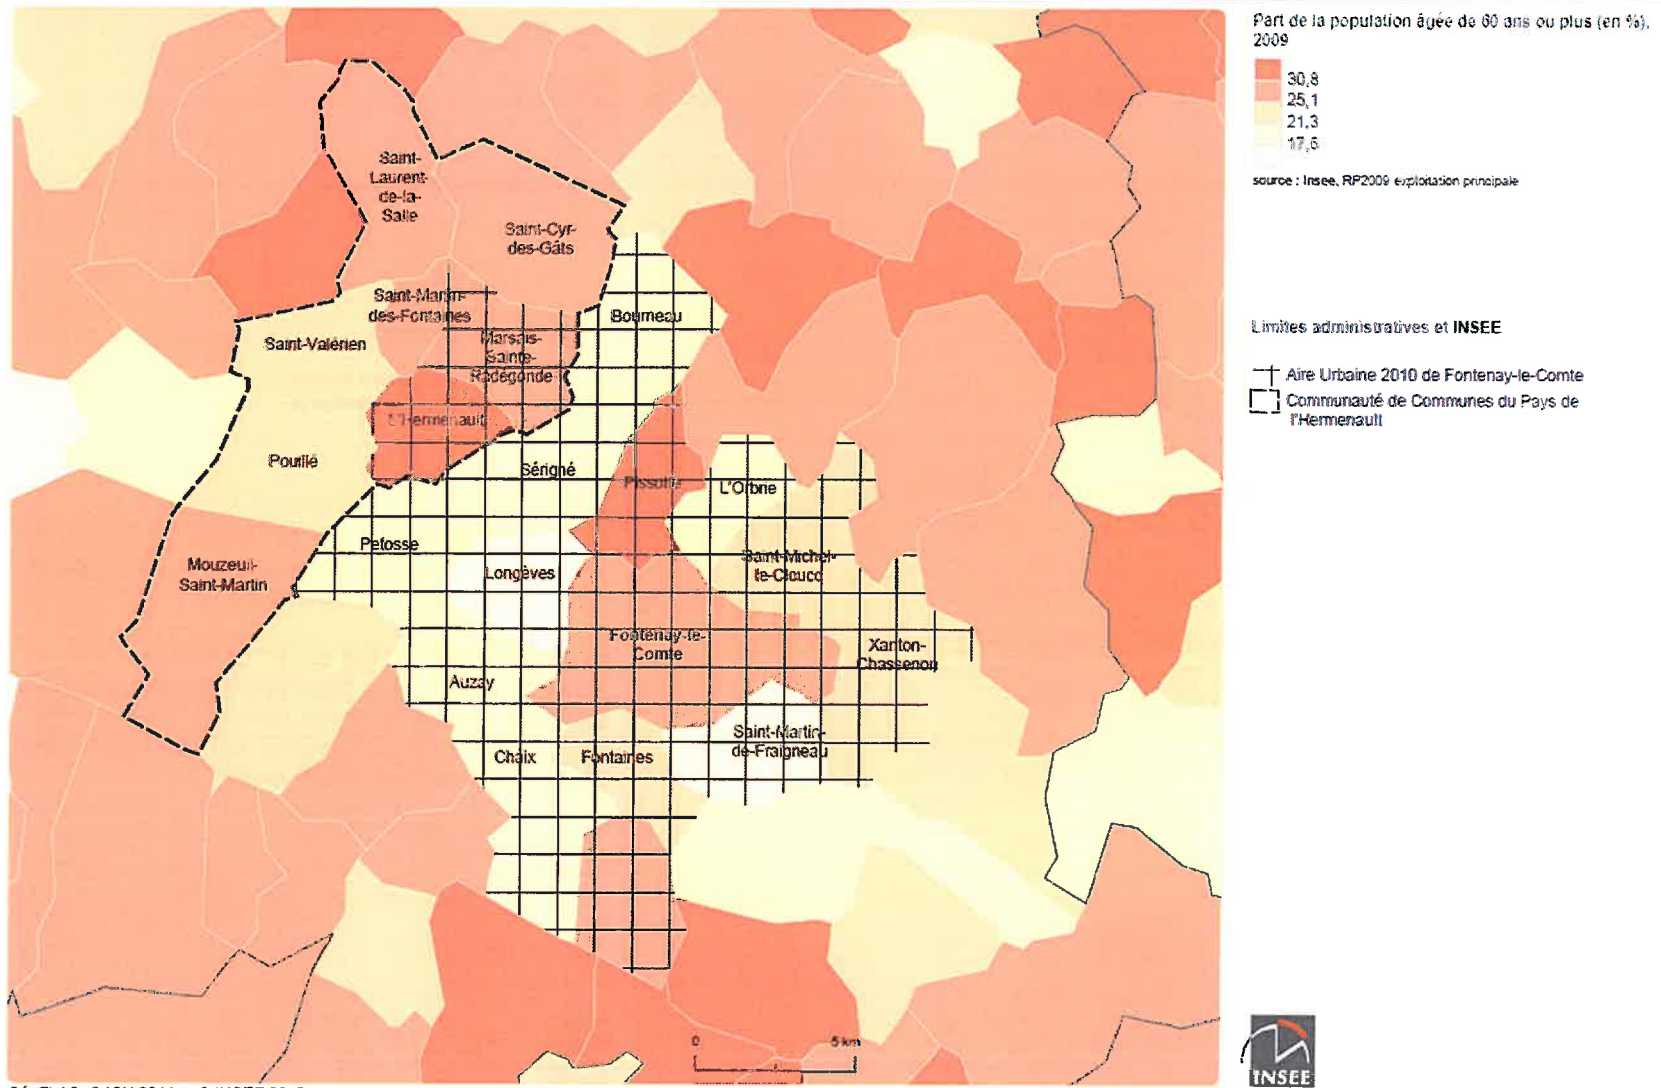 Part de la population âgée de 60 ans ou plus (en %),
2009
30,8
25,1
21,3
17,6
source : Insee, RP2009 exploitation principale
Limites administratives et INSEE
Aire Urbaine 2010 de Fontenay-le-Comte
Communauté de Communes du Pays de
l'Hermenault
Saint-
Laurent-
de-la-
Salle
Saint-Cyr-
des-Gâts
Saint-Martin-
des-Fontaines
Bourneau
Saint-Valérien
Marsais-
Sainte-
Radégonde
L'Hermenault
Pouillé
Sérigné
Pissotte
L'Orbrie
Petosse
Mouzeuil-
Saint-Martin
Longèves
Saint-Michel-
le-Cloucq
Fontenay-le-
Comte
Xanton-
Chassenon
Auzay
Saint-Martin-
de-Fraigneau
Chaix
Fontaines
0
5 km
INSEE